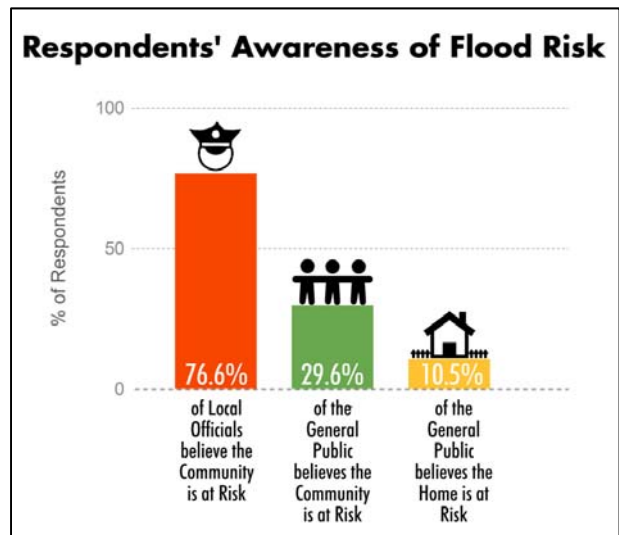 Respondents' Awareness of Flood Risk
100
50
0
% of Respondents
76.6%
29.6%
10.5%
of Local
Officials
believe the
Community
is at Risk
of the
General
Public
believes the
Community
is at Risk
of the
General
Public
believes the
Home is at
Risk